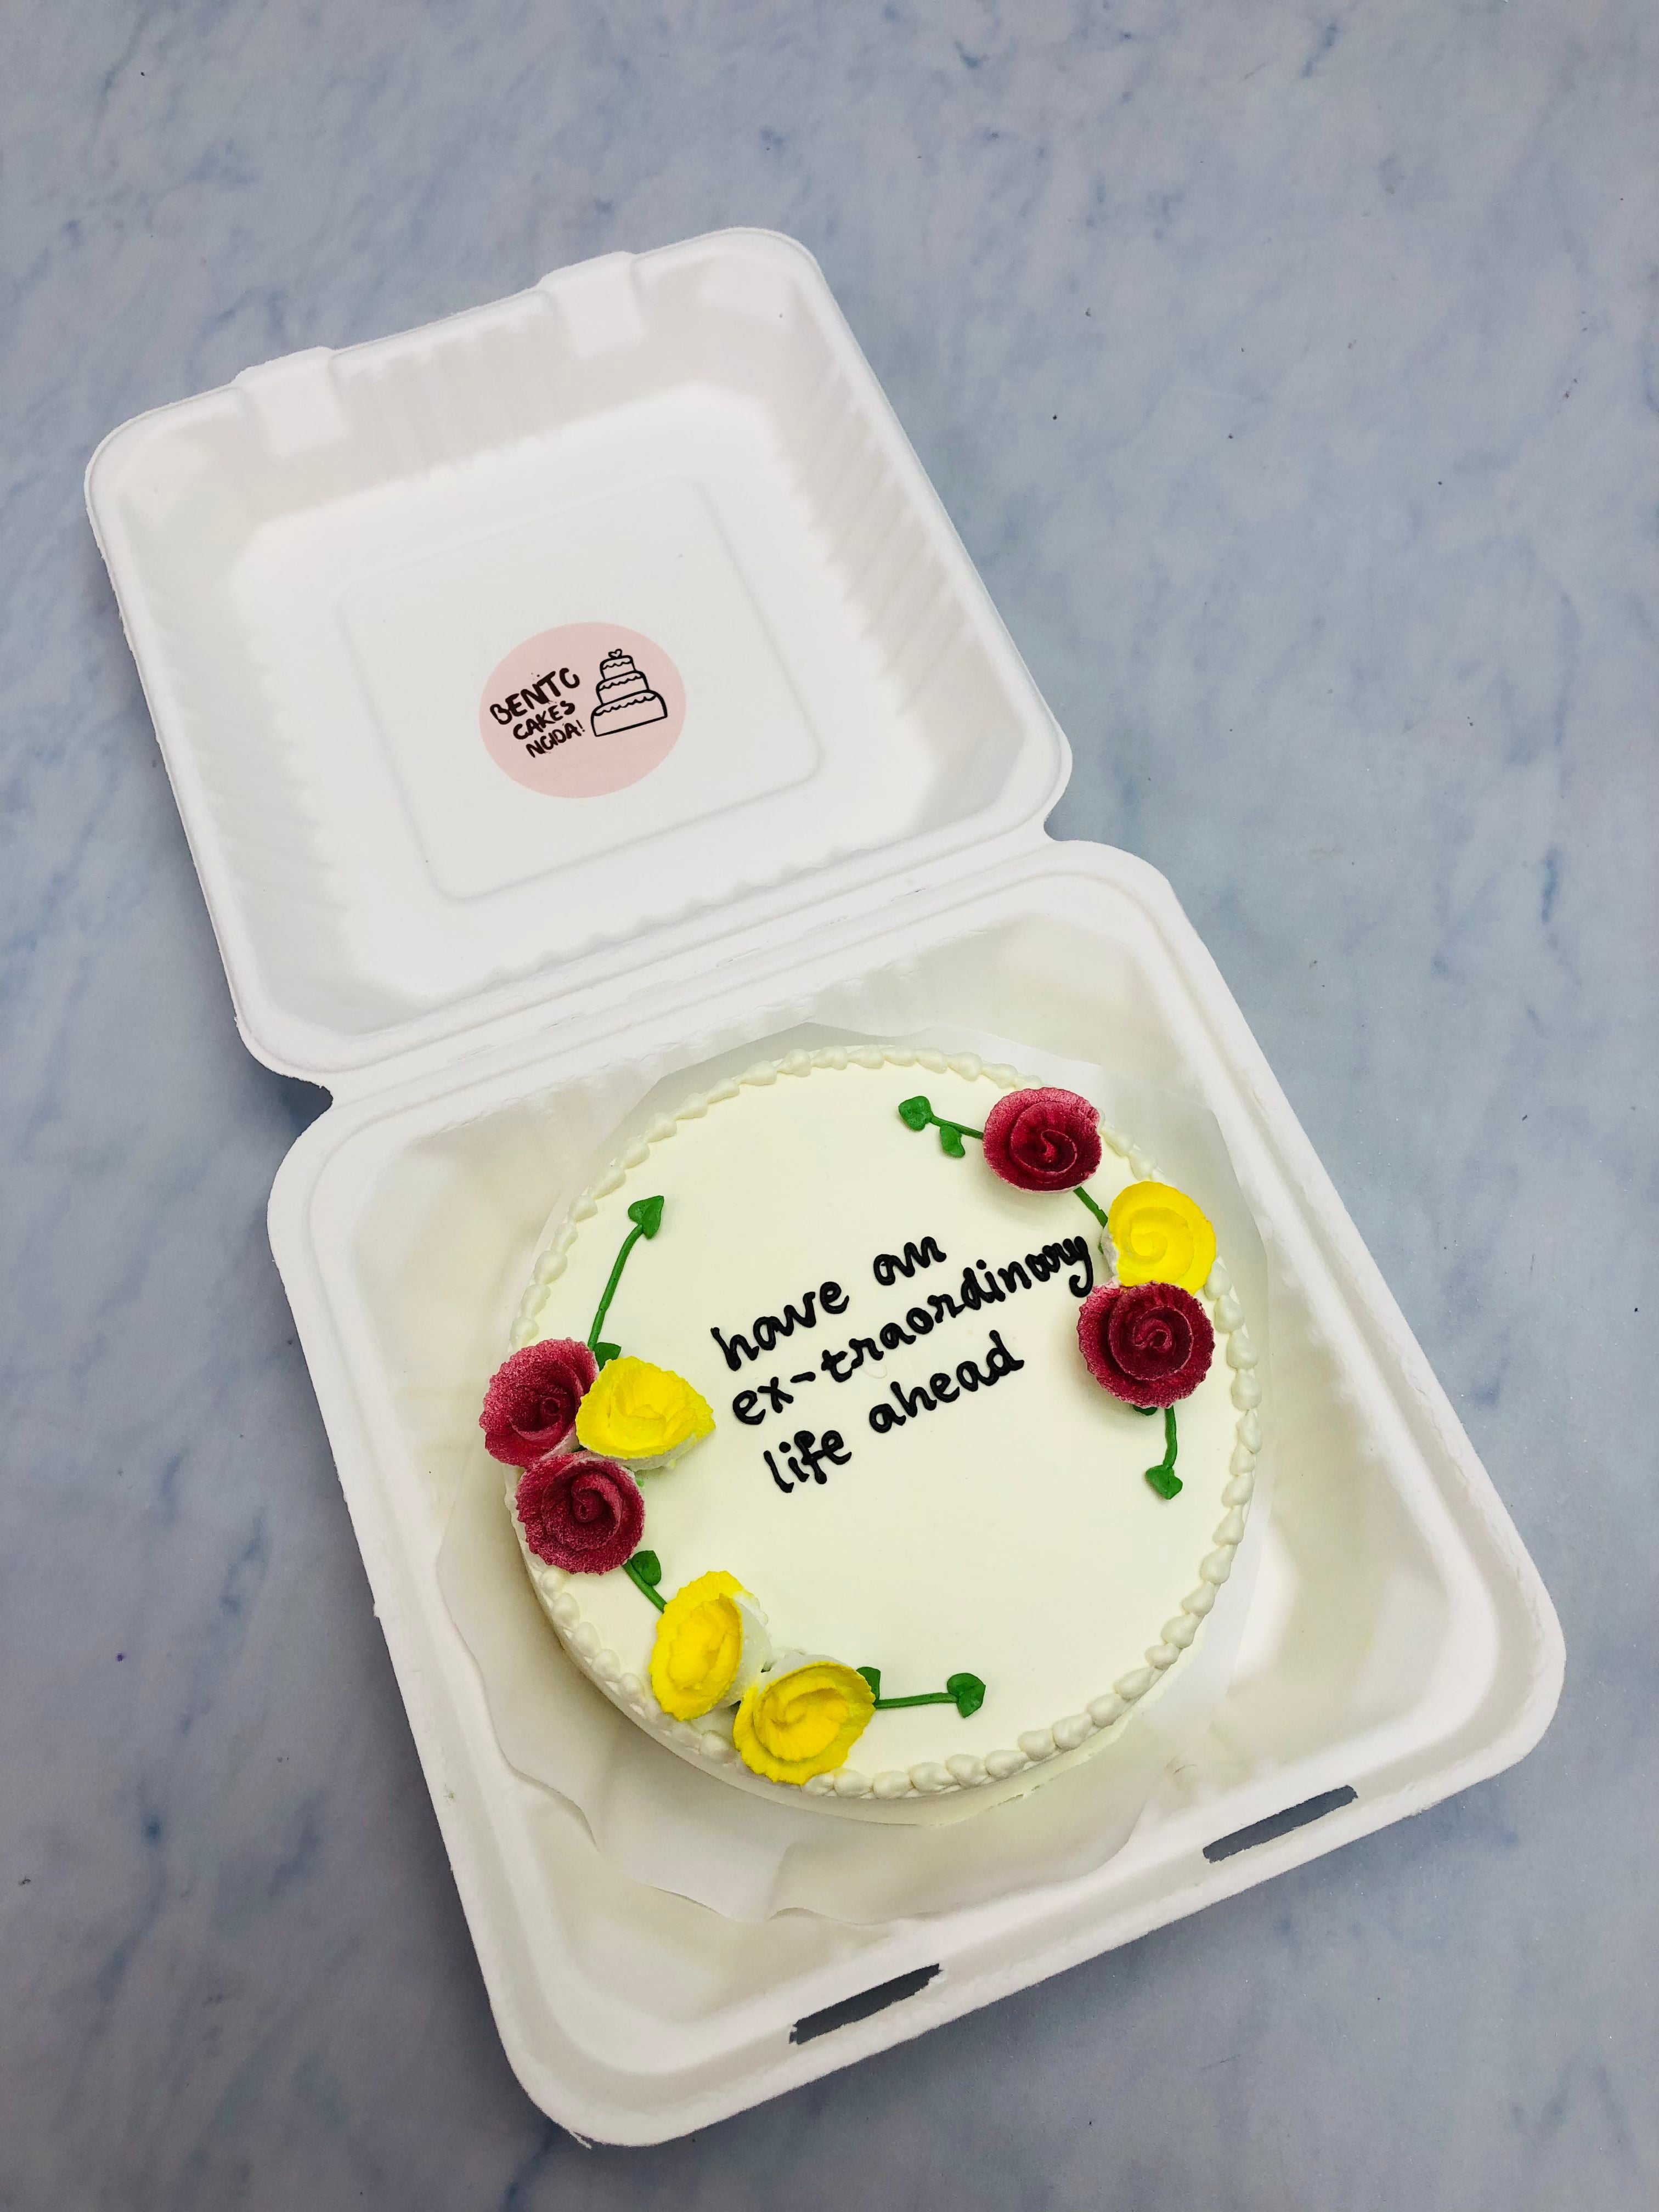 BENTO
CAKES
NOIDA!
have an
ex-traordinary
life ahead